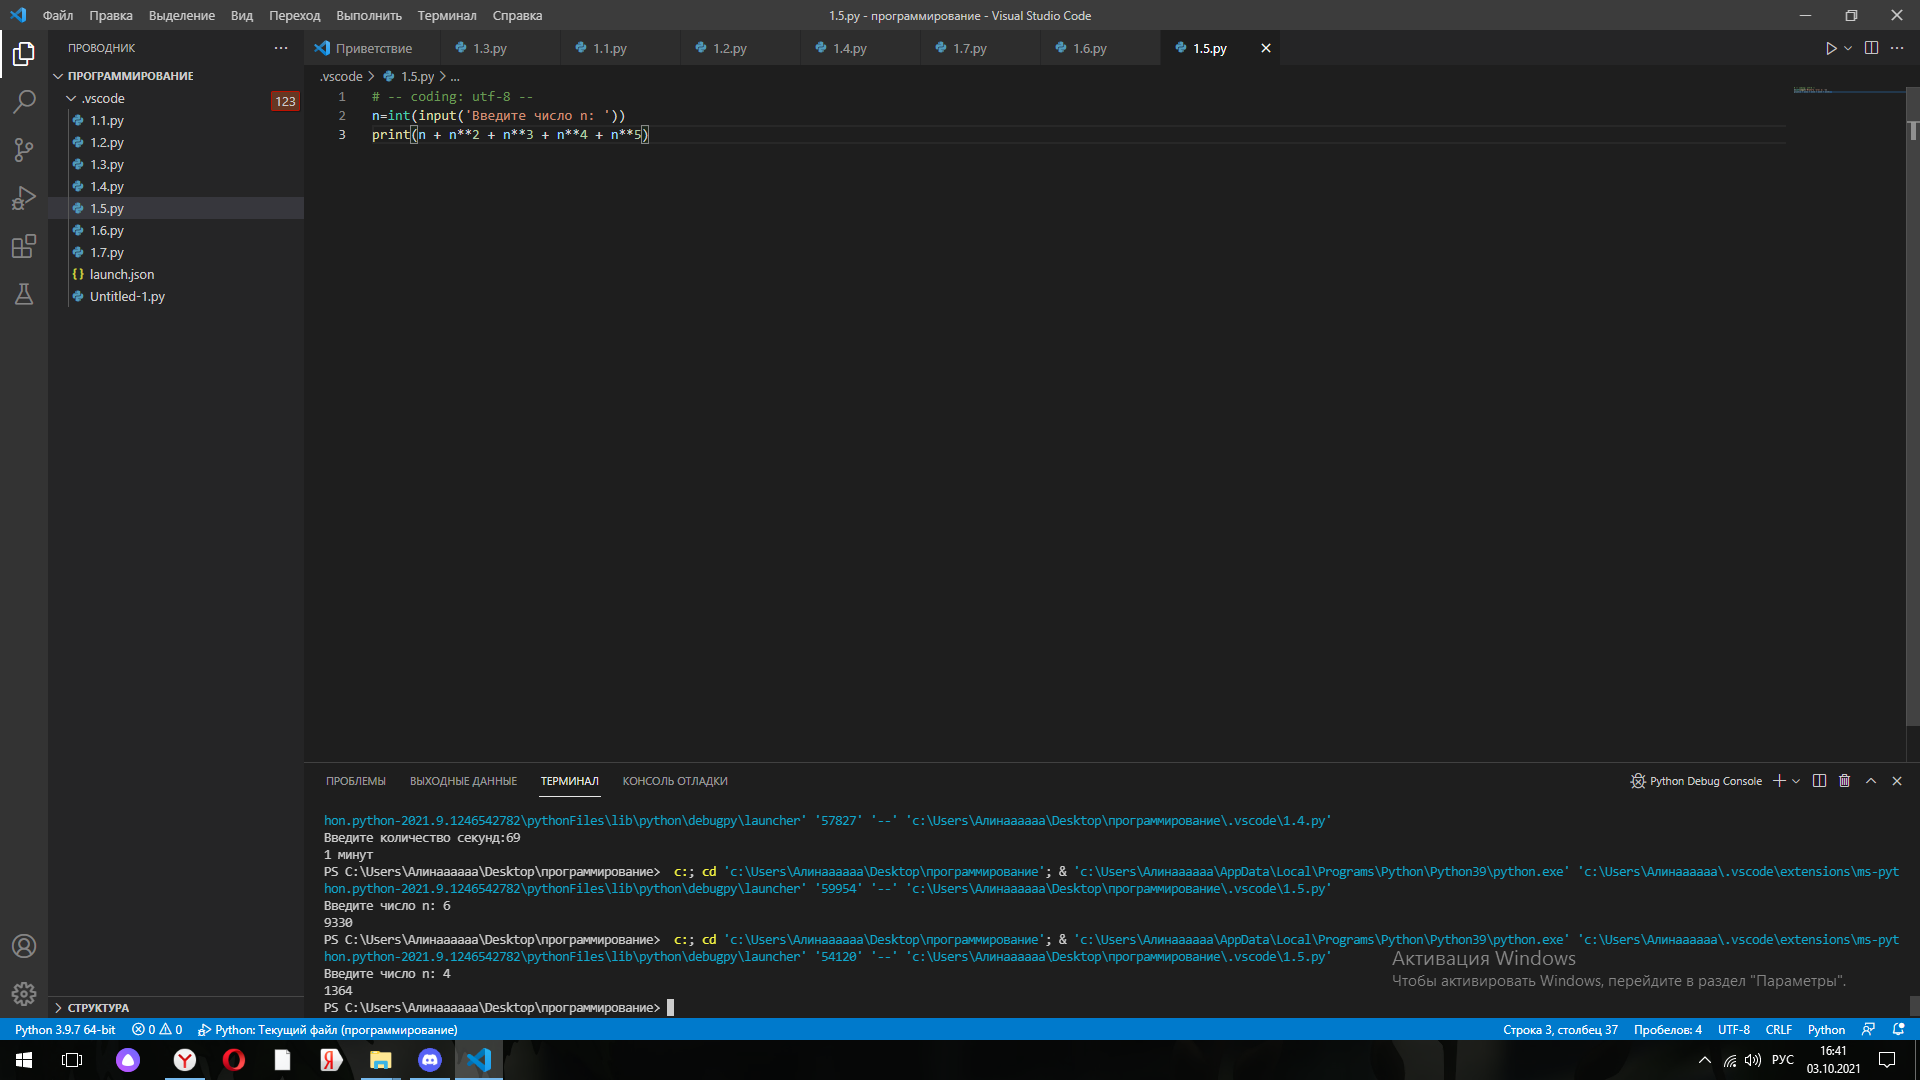 Файл Правка Выделение Вид Переход Выполнить Терминал Справка
1.5.py - программирование - Visual Studio Code
ПРОВОДНИК
Приветствие 1.3.py 1.1.py 1.2.py 1.4.py 1.7.py 1.6.py 1.5.py
ПРОГРАММИРОВАНИЕ
.vscode
123
1.1.py
1.2.py
1.3.py
1.4.py
1.5.py
1.6.py
1.7.py
launch.json
Untitled-1.py
СТРУКТУРА
.vscode > 1.5.py > ...
1 # -- coding: utf-8 --
2 n=int(input('Введите число n: '))
3 print(n + n**2 + n**3 + n**4 + n**5)
ПРОБЛЕМЫ ВЫХОДНЫЕ ДАННЫЕ ТЕРМИНАЛ КОНСОЛЬ ОТЛАДКИ
Python Debug Console
hon.python-2021.9.1246542782\pythonFiles\lib\python\debugpy\launcher' '57827' '--' 'c:\Users\Алинаааааа\Desktop\программирование\.vscode\1.4.py'
Введите количество секунд:69
1 минут
PS C:\Users\Алинаааааа\Desktop\программирование> c:; cd 'c:\Users\Алинаааааа\Desktop\программирование'; & 'c:\Users\Алинаааааа\AppData\Local\Programs\Python\Python39\python.exe' 'c:\Users\Алинаааааа\.vscode\extensions\ms-pyt
hon.python-2021.9.1246542782\pythonFiles\lib\python\debugpy\launcher' '59954' '--' 'c:\Users\Алинаааааа\Desktop\программирование\.vscode\1.5.py'
Введите число n: 6
9330
PS C:\Users\Алинаааааа\Desktop\программирование> c:; cd 'c:\Users\Алинаааааа\Desktop\программирование'; & 'c:\Users\Алинаааааа\AppData\Local\Programs\Python\Python39\python.exe' 'c:\Users\Алинаааааа\.vscode\extensions\ms-pyt
hon.python-2021.9.1246542782\pythonFiles\lib\python\debugpy\launcher' '54120' '--' 'c:\Users\Алинаааааа\Desktop\программирование\.vscode\1.5.py'
Введите число n: 4
1364
PS C:\Users\Алинаааааа\Desktop\программирование>
Активация Windows
Чтобы активировать Windows, перейдите в раздел "Параметры".
Python 3.9.7 64-bit 0 0 Python: Текущий файл (программирование)
Строка 3, столбец 37 Пробелов: 4 UTF-8 CRLF Python
РУС
16:41
03.10.2021